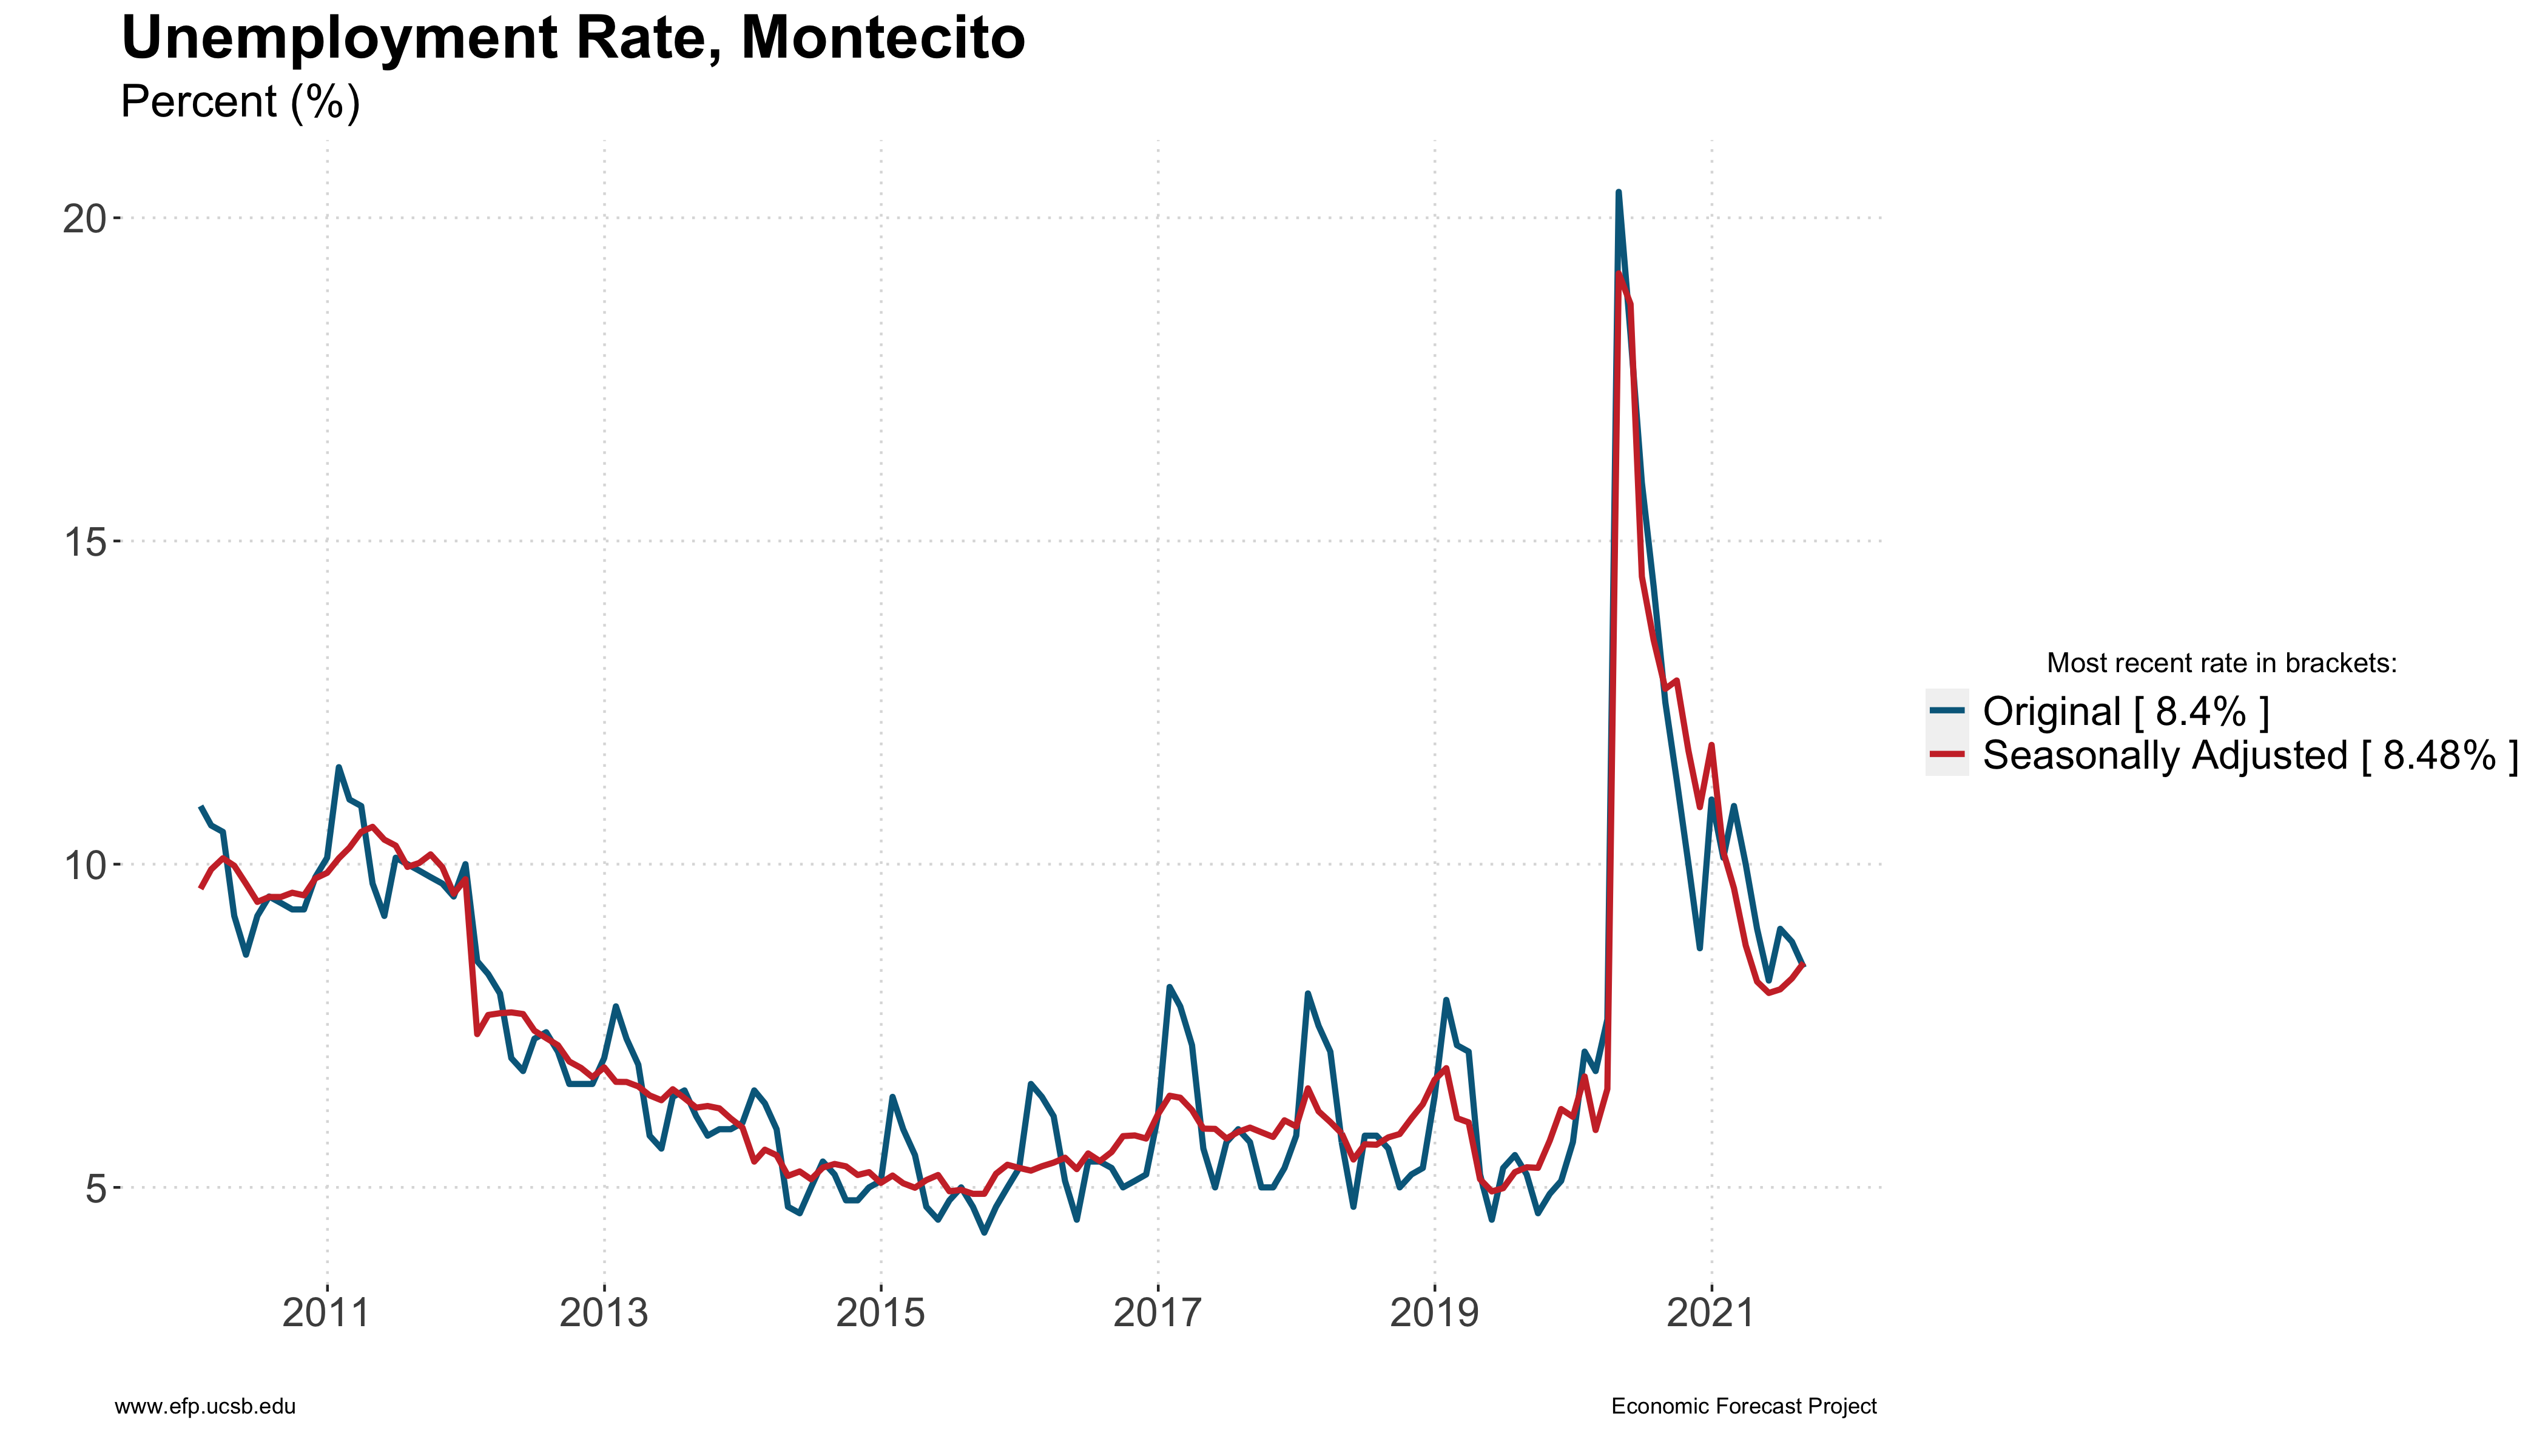 Unemployment Rate, Montecito
Percent (%)
20
15
10
5
2011 2013 2015 2017 2019 2021
Most recent rate in brackets:
Original [ 8.4% ]
Seasonally Adjusted [ 8.48% ]
www.efp.ucsb.edu
Economic Forecast Project